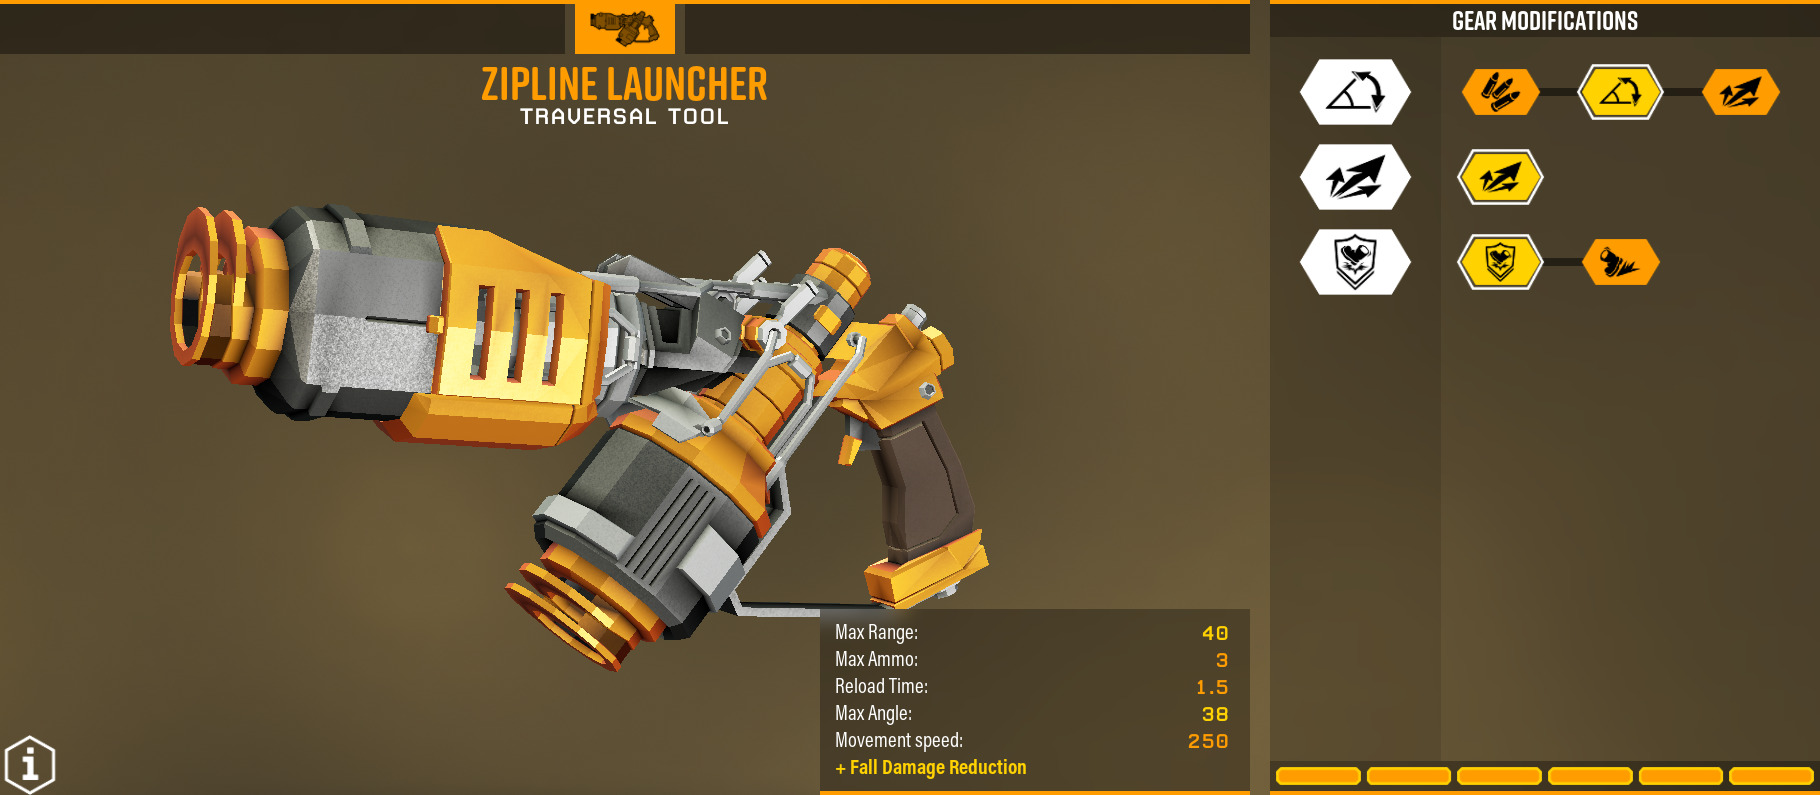 ZIPLINE LAUNCHER
TRAVERSAL TOOL
GEAR MODIFICATIONS
Max Range: 40
Max Ammo: 3
Reload Time: 1.5
Max Angle: 38
Movement speed: 250
+ Fall Damage Reduction